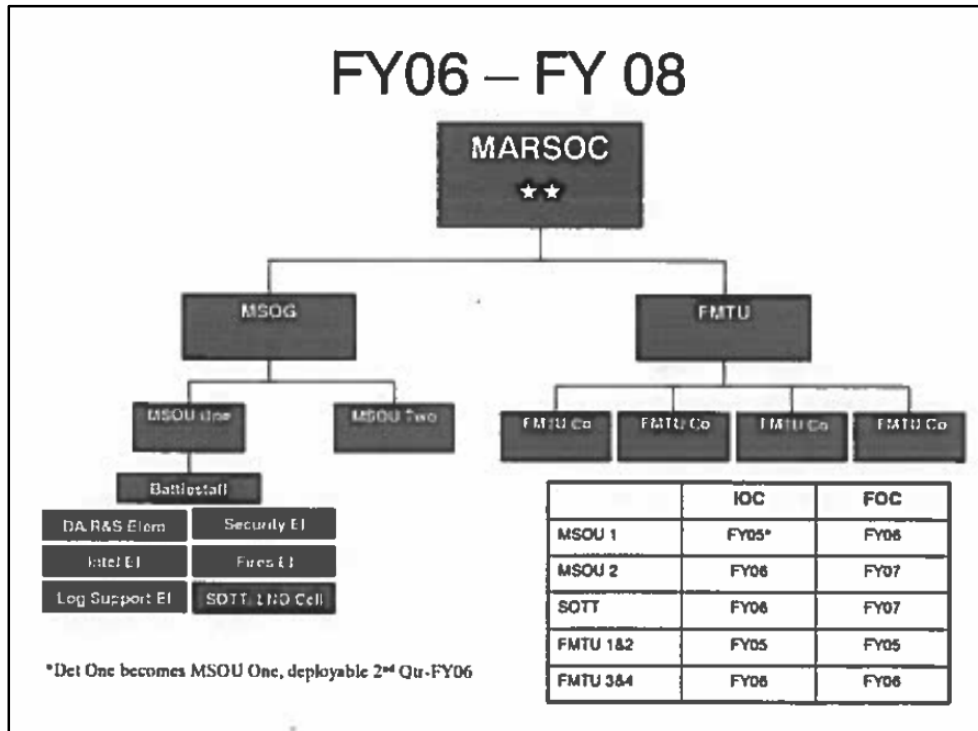 FY06 – FY 08
MARSOC
MSOG
FMTU
MSOU One
MSOU Two
FMTU Co
FMTU Co
FMTU Co
FMTU Co
Battlestaff
DA,R&S Elem
Security El
Intel El
Fires El
Log Support El
SOTT, LNO Cell
IOC FOC
MSOU 1 FY05* FY06
MSOU 2 FY06 FY07
SOTT FY06 FY07
FMTU 1&2 FY05 FY05
FMTU 3&4 FY06 FY06
*Det One becomes MSOU One, deployable 2nd Qtr-FY06